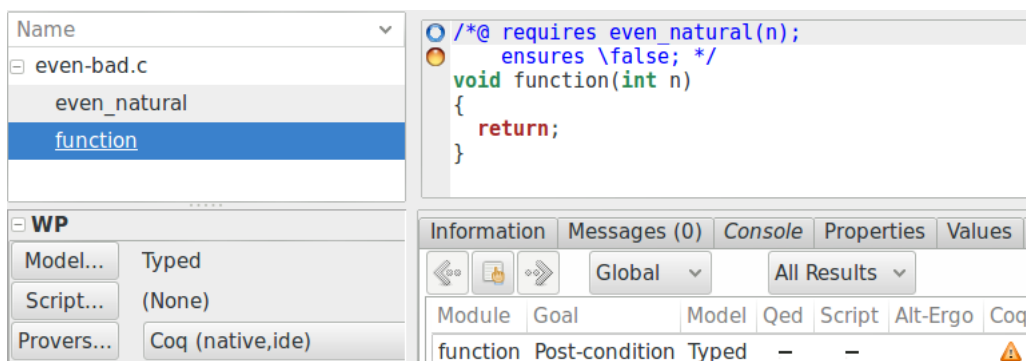 Name
even-bad.c
even_natural
function
/*@ requires even_natural(n);
ensures \false; */
void function(int n)
{
return;
}
WP
Model... Typed
Script... (None)
Provers... Coq (native,ide)
Information Messages (0) Console Properties Values
Global All Results
Module Goal Model Qed Script Alt-Ergo Coq
function Post-condition Typed — —